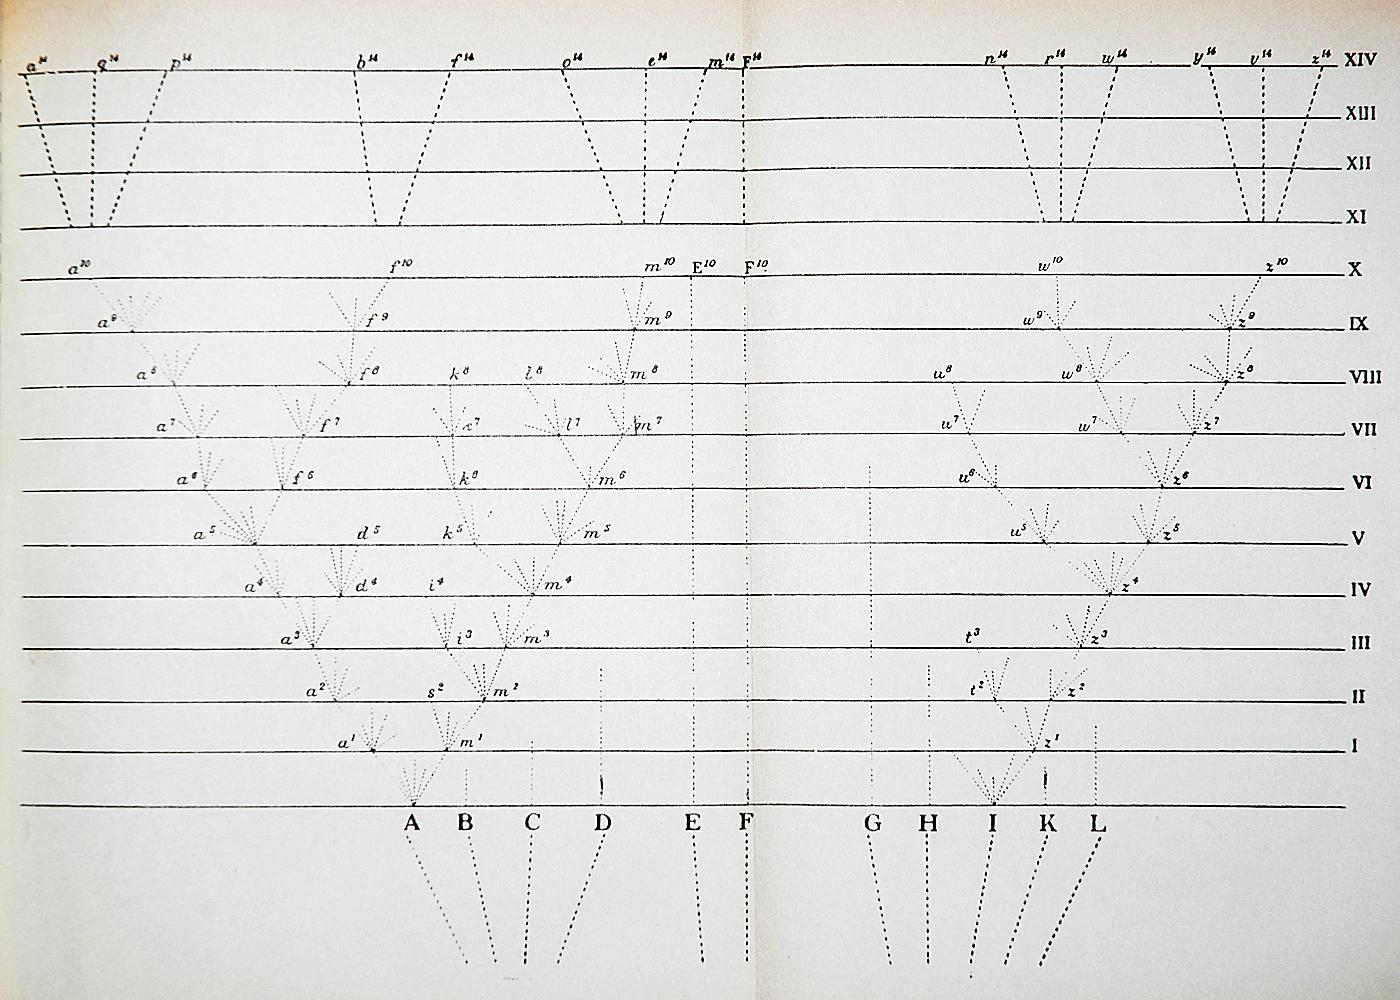 a¹⁴ q¹⁴ p¹⁴ b¹⁴ f¹⁴ o¹⁴ e¹⁴ m¹⁴ F¹⁴ n¹⁴ r¹⁴ w¹⁴ y¹⁴ v¹⁴ z¹⁴ XIV
XIII
XII
XI
a¹⁰ f¹⁰ m¹⁰ E¹⁰ F¹⁰ w¹⁰ z¹⁰ X
a⁹ f⁹ m⁹ w⁹ z⁹ IX
a⁸ f⁸ k⁸ l⁸ m⁸ u⁸ w⁸ z⁸ VIII
a⁷ f⁷ l⁷ m⁷ u⁷ w⁷ z⁷ VII
a⁶ f⁶ k⁶ m⁶ u⁶ z⁶ VI
a⁵ d⁵ k⁵ m⁵ u⁵ z⁵ V
a⁴ d⁴ i⁴ m⁴ z⁴ IV
a³ i³ m³ t³ z³ III
a² s² m² t² z² II
a¹ m¹ z¹ I
A B C D E F G H I K L